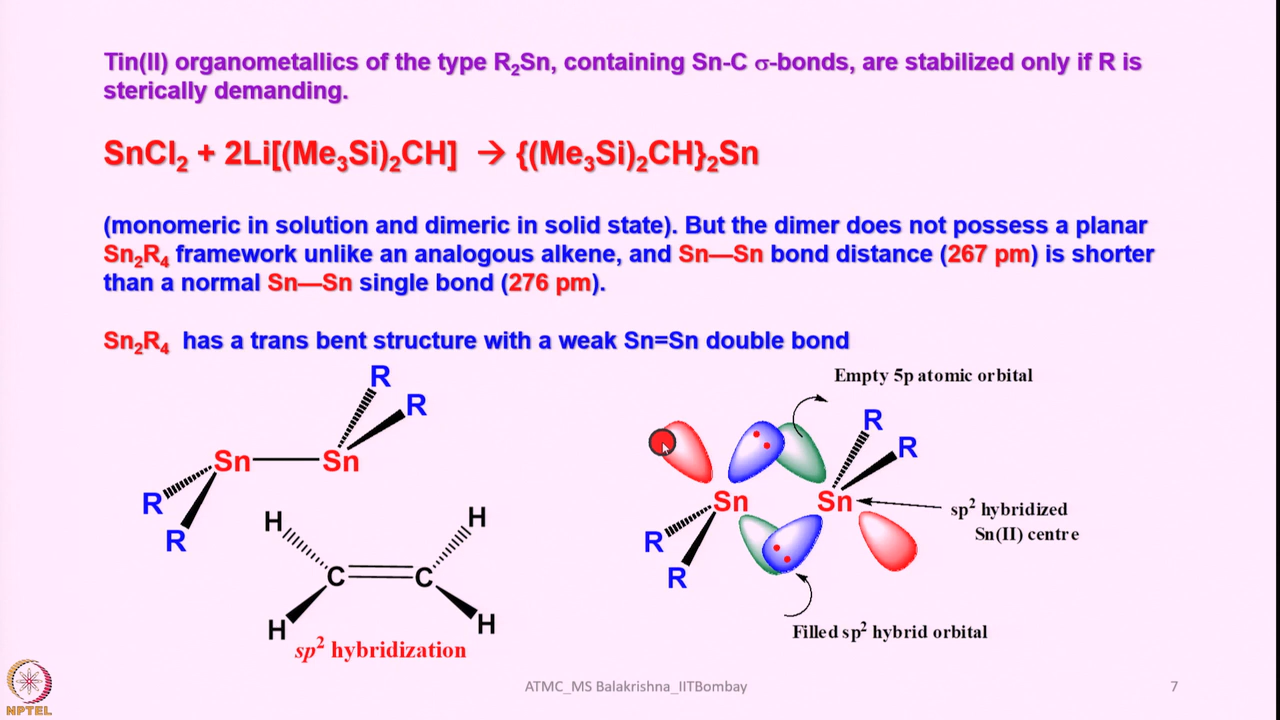 Tin(II) organometallics of the type R₂Sn, containing Sn-C σ-bonds, are stabilized only if R is
sterically demanding.
SnCl₂ + 2Li[(Me₃Si)₂CH] → {(Me₃Si)₂CH}₂Sn
(monomeric in solution and dimeric in solid state). But the dimer does not possess a planar
Sn₂R₄ framework unlike an analogous alkene, and Sn—Sn bond distance (267 pm) is shorter
than a normal Sn—Sn single bond (276 pm).
Sn₂R₄ has a trans bent structure with a weak Sn=Sn double bond
R
R
Sn
Sn
R
R
H
H
C
C
H
H
sp² hybridization
Empty 5p atomic orbital
R
R
Sn
Sn
sp² hybridized
Sn(II) centre
R
R
Filled sp² hybrid orbital
NPTEL
ATMC_MS Balakrishna_IITBombay
7